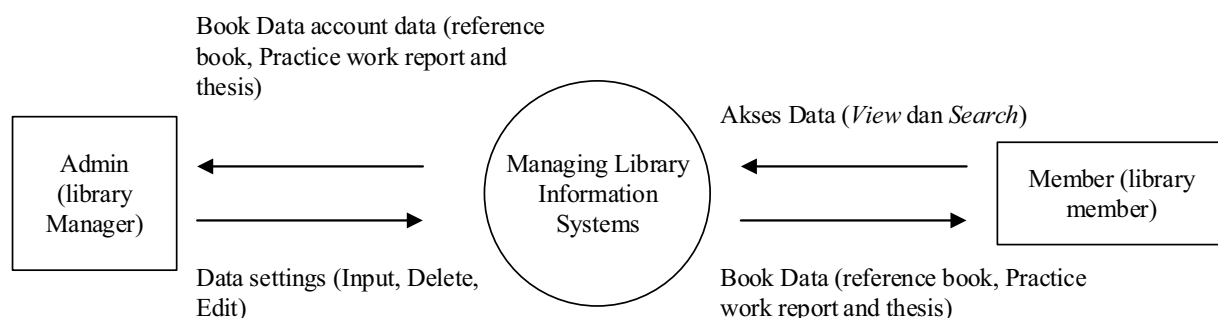 Book Data account data (reference
book, Practice work report and
thesis)
Akses Data (View dan Search)
Admin
(library
Manager)
Managing Library
Information
Systems
Member (library
member)
Data settings (Input, Delete,
Edit)
Book Data (reference book, Practice
work report and thesis)